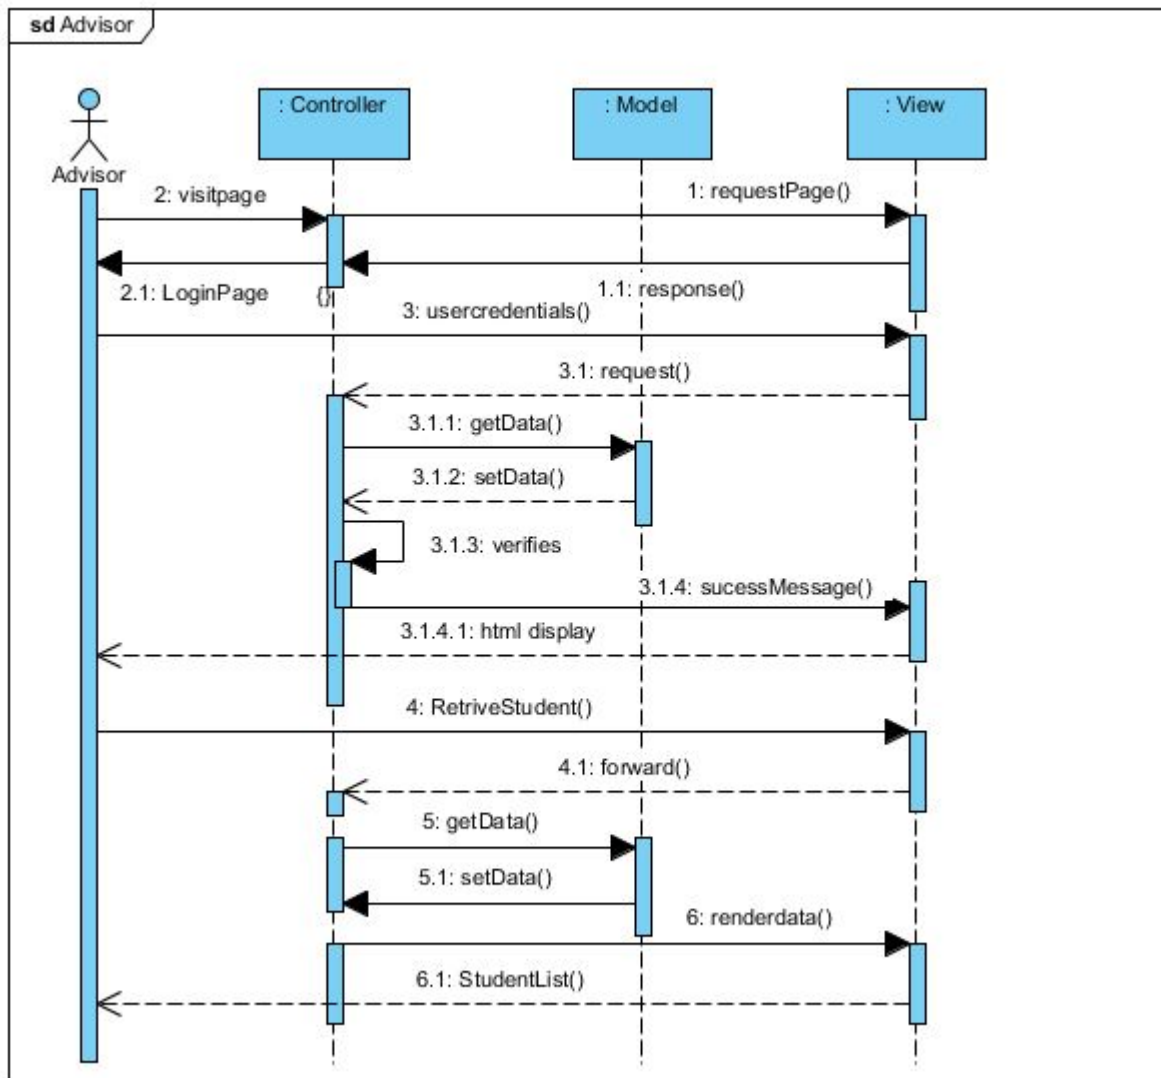 sd Advisor
: Controller
: Model
: View
Advisor
2: visitpage
1: requestPage()
2.1: LoginPage
{}
1.1: response()
3: usercredentials()
3.1: request()
3.1.1: getData()
3.1.2: setData()
3.1.3: verifies
3.1.4: sucessMessage()
3.1.4.1: html display
4: RetriveStudent()
4.1: forward()
5: getData()
5.1: setData()
6: renderdata()
6.1: StudentList()